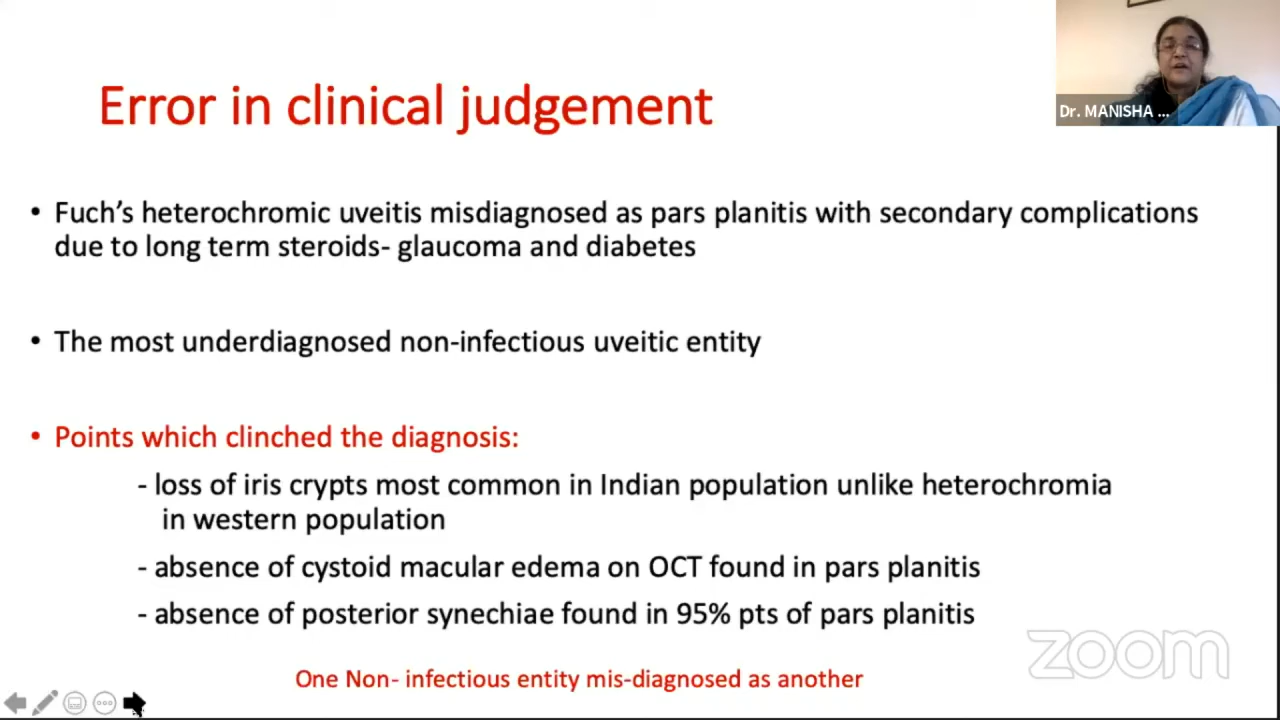 Error in clinical judgement
Dr. MANISHA ...
• Fuch's heterochromic uveitis misdiagnosed as pars planitis with secondary complications
due to long term steroids- glaucoma and diabetes
• The most underdiagnosed non-infectious uveitic entity
• Points which clinched the diagnosis:
- loss of iris crypts most common in Indian population unlike heterochromia
in western population
- absence of cystoid macular edema on OCT found in pars planitis
- absence of posterior synechiae found in 95% pts of pars planitis
One Non- infectious entity mis-diagnosed as another
zoom